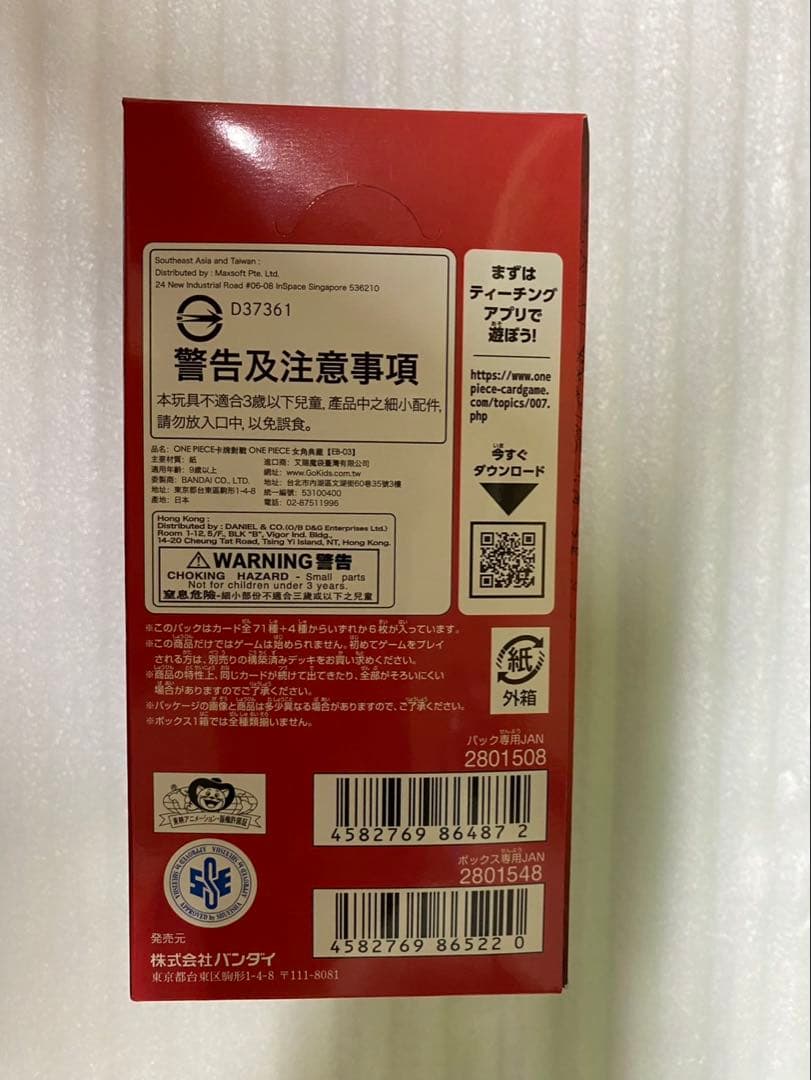 Southeast Asia and Taiwan :
Distributed by : Maxsoft Pte. Ltd.
24 New Industrial Road #06-08 InSpace Singapore 536210
D37361
警告及注意事項
本玩具不適合3歲以下兒童, 產品中之細小配件,
請勿放入口中, 以免誤食。
品名: ONE PIECE卡牌對戰 ONE PIECE 女角典藏【EB-03】
主要材質: 紙
適用年齡: 9歲以上
委製商: BANDAI CO., LTD.
地址: 東京都台東區駒形1-4-8
產地: 日本
進口商: 艾陽魔袋臺灣有限公司
網址: www.GoKids.com.tw
地址: 台北市內湖區文湖街60巷35號3樓
統一編號: 53100400
電話: 02-87511996
Hong Kong :
Distributed by : DANIEL & CO.(O/B D&G Enterprises Ltd.)
Room 1-12, 5/F., BLK "B", Vigor Ind. Bldg.,
14-20 Cheung Tat Road, Tsing Yi Island, NT, Hong Kong.
WARNING 警告
CHOKING HAZARD - Small parts
Not for children under 3 years.
窒息危險-細小部份不適合三歲或以下之兒童
まずは
ティーチング
アプリで
遊ぼう!
https://www.one
piece-cardgame.
com/topics/007.
php
今すぐ
ダウンロード
紙
外箱
※このパックはカード全71種+4種からいずれか6枚が入っています。
※この商品だけではゲームは始められません。初めてゲームをプレイ
される方は、別売りの構築済みデッキをお買い求めください。
※商品の特性上、同じカードが続けて出てきたり、全部がそろいにくい
場合がありますのでご了承ください。
※パッケージの画像と商品は多少異なる場合がありますので、ご了承ください。
※ボックス1箱では全種類揃いません。
パック専用JAN
2801508
4582769 86487 2
ボックス専用JAN
2801548
4582769 86522 0
東映アニメーション・版権許諾品
APPROVED by SHUEISHA
発売元
株式会社バンダイ
東京都台東区駒形1-4-8 〒111-8081